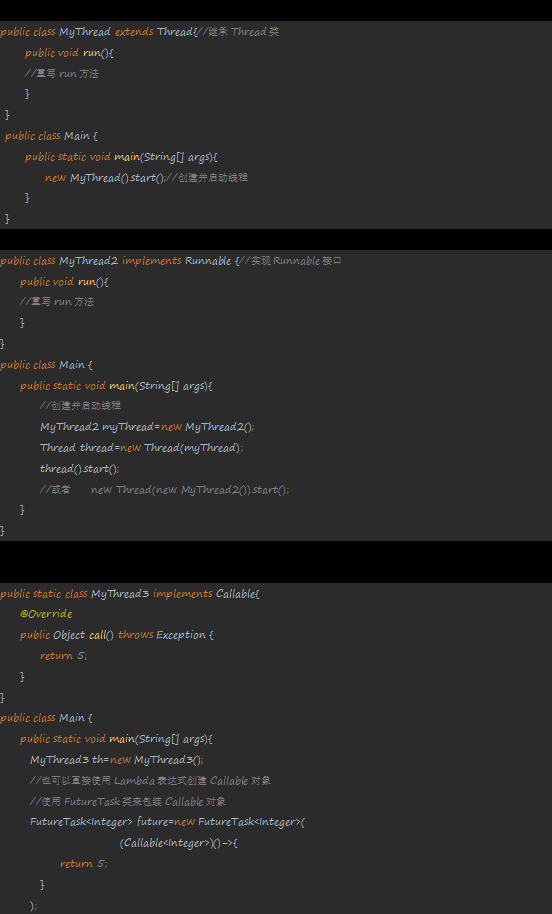 public class MyThread extends Thread{//继承 Thread 类
public void run(){
//重写 run 方法
}
}
public class Main {
public static void main(String[] args){
new MyThread().start();//创建并启动线程
}
}
public class MyThread2 implements Runnable {//实现 Runnable 接口
public void run(){
//重写 run 方法
}
}
public class Main {
public static void main(String[] args){
//创建并启动线程
MyThread2 myThread=new MyThread2();
Thread thread=new Thread(myThread);
thread().start();
//或者 new Thread(new MyThread2()).start();
}
}
public static class MyThread3 implements Callable{
@Override
public Object call() throws Exception {
return 5;
}
}
public class Main {
public static void main(String[] args){
MyThread3 th=new MyThread3();
//也可以直接使用 Lambda 表达式创建 Callable 对象
//使用 FutureTask 类来包装 Callable 对象
FutureTask<Integer> future=new FutureTask<Integer>(
(Callable<Integer>)()->{
return 5;
}
);